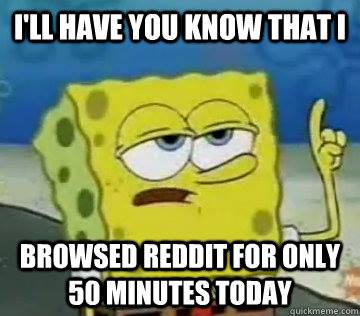 I'LL HAVE YOU KNOW THAT I
BROWSED REDDIT FOR ONLY
50 MINUTES TODAY
quickmeme.com